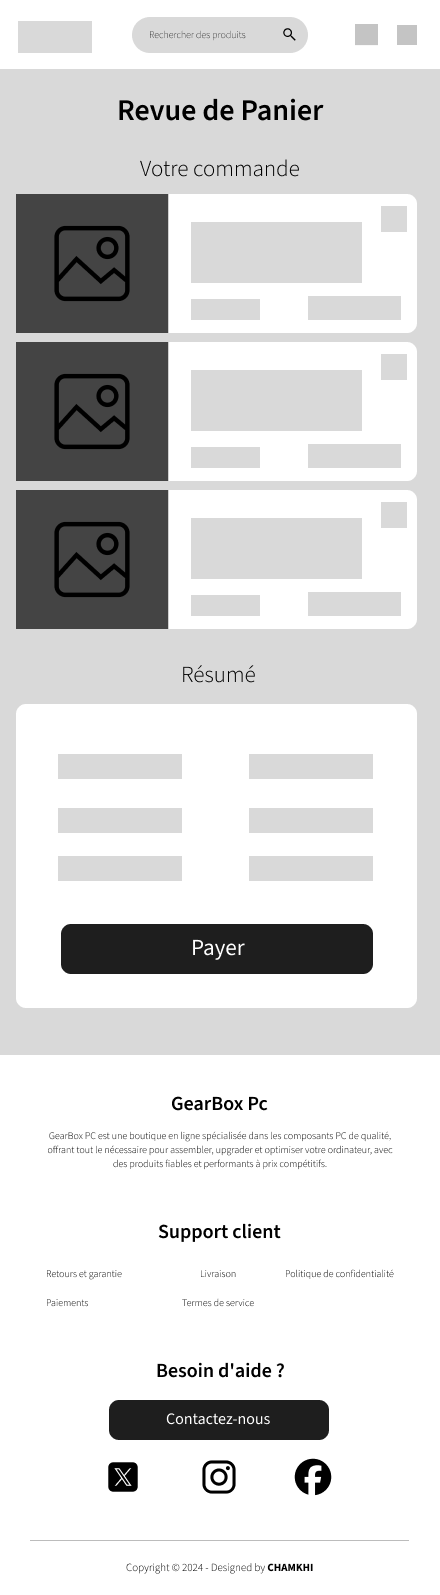 Rechercher des produits
Revue de Panier
Votre commande
Résumé
Payer
GearBox Pc
GearBox PC est une boutique en ligne spécialisée dans les composants PC de qualité,
offrant tout le nécessaire pour assembler, upgrader et optimiser votre ordinateur, avec
des produits fiables et performants à prix compétitifs.
Support client
Retours et garantie Livraison Politique de confidentialité
Paiements Termes de service
Besoin d'aide ?
Contactez-nous
Copyright © 2024 - Designed by CHAMKHI